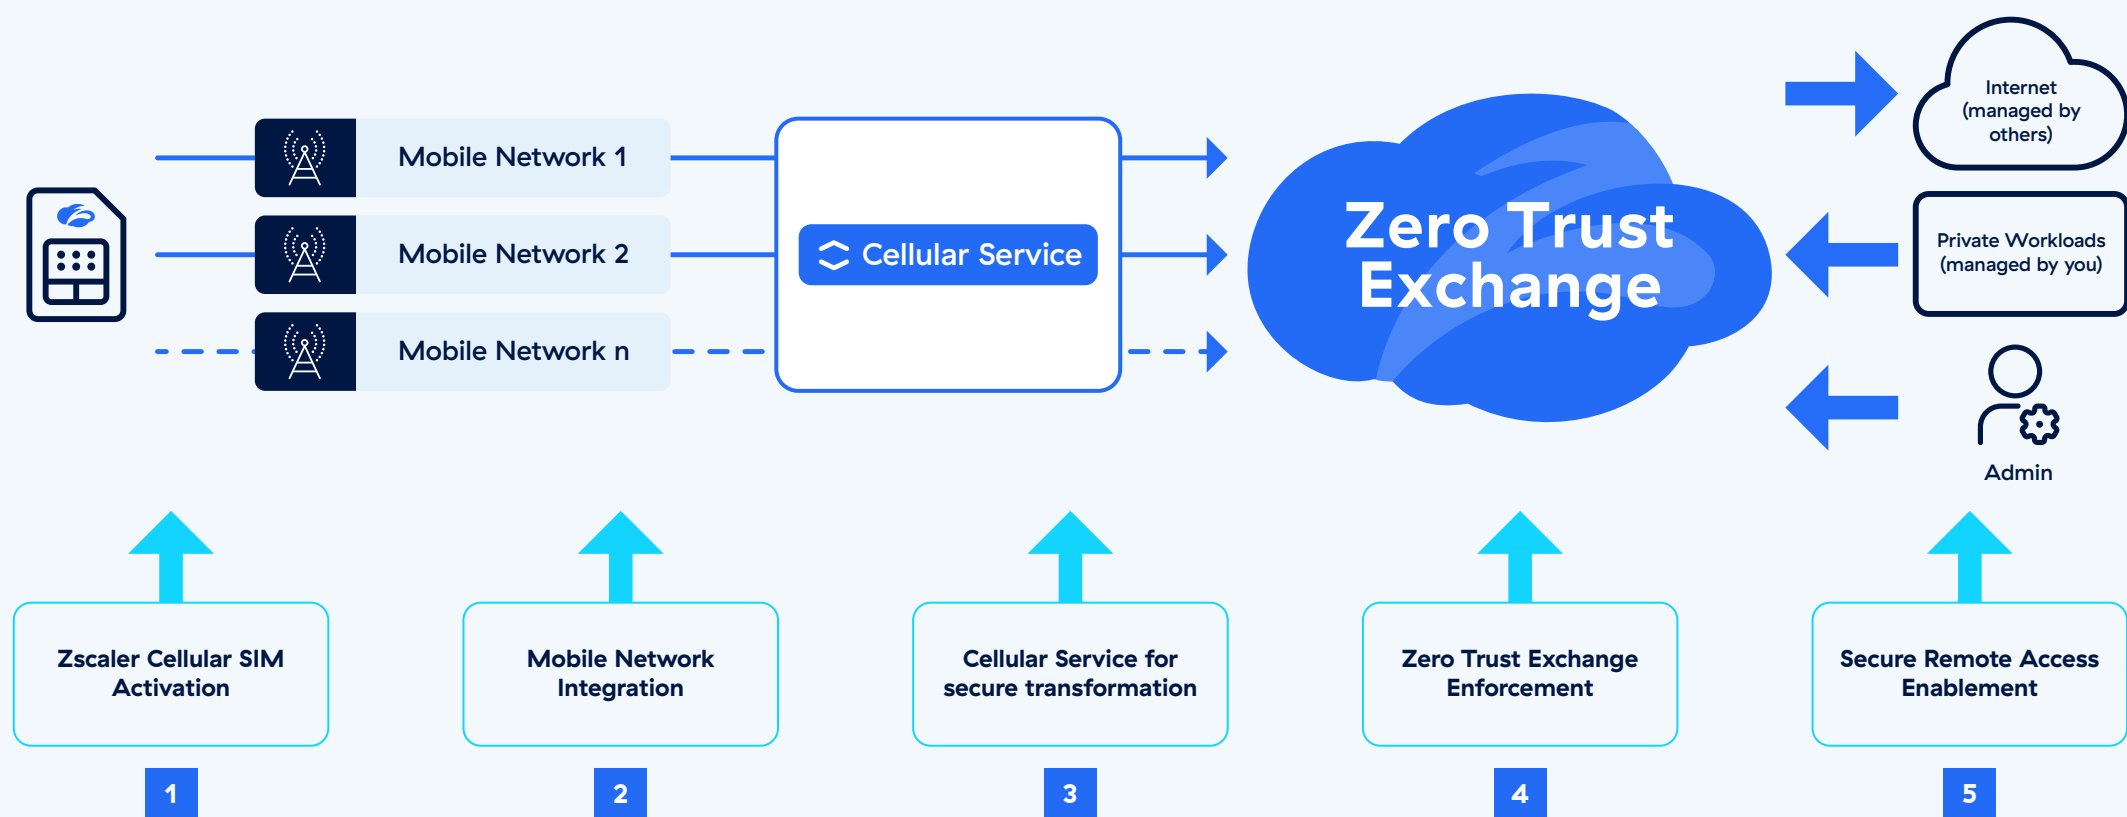 Mobile Network 1
Mobile Network 2
Mobile Network n
Cellular Service
Zero Trust
Exchange
Internet
(managed by
others)
Private Workloads
(managed by you)
Admin
Zscaler Cellular SIM
Activation
Mobile Network
Integration
Cellular Service for
secure transformation
Zero Trust Exchange
Enforcement
Secure Remote Access
Enablement
1
2
3
4
5